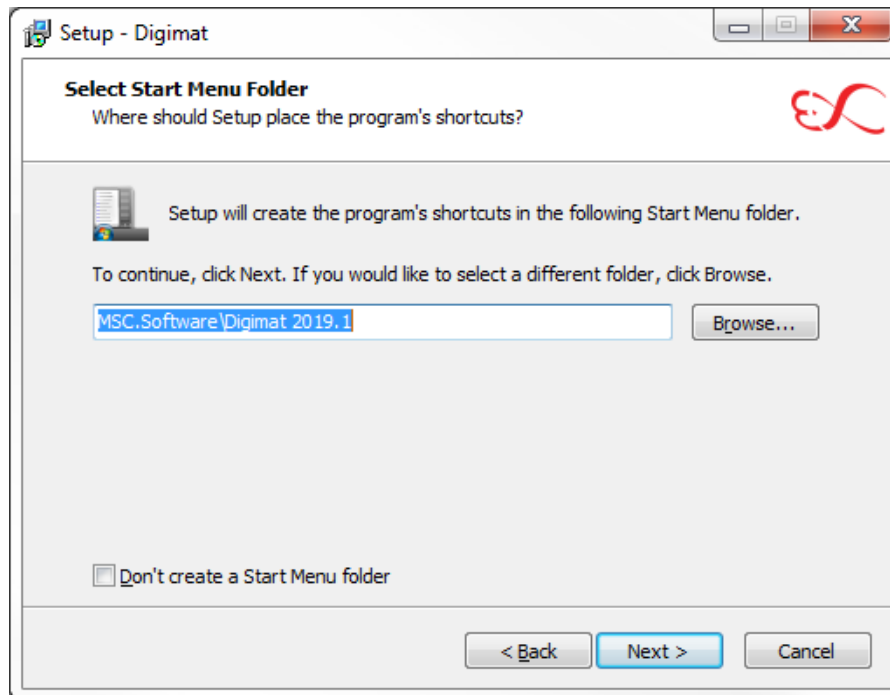 Setup - Digimat
Select Start Menu Folder
Where should Setup place the program's shortcuts?
Setup will create the program's shortcuts in the following Start Menu folder.
To continue, click Next. If you would like to select a different folder, click Browse.
MSC.Software\Digimat 2019.1
Browse...
Don't create a Start Menu folder
< Back
Next >
Cancel